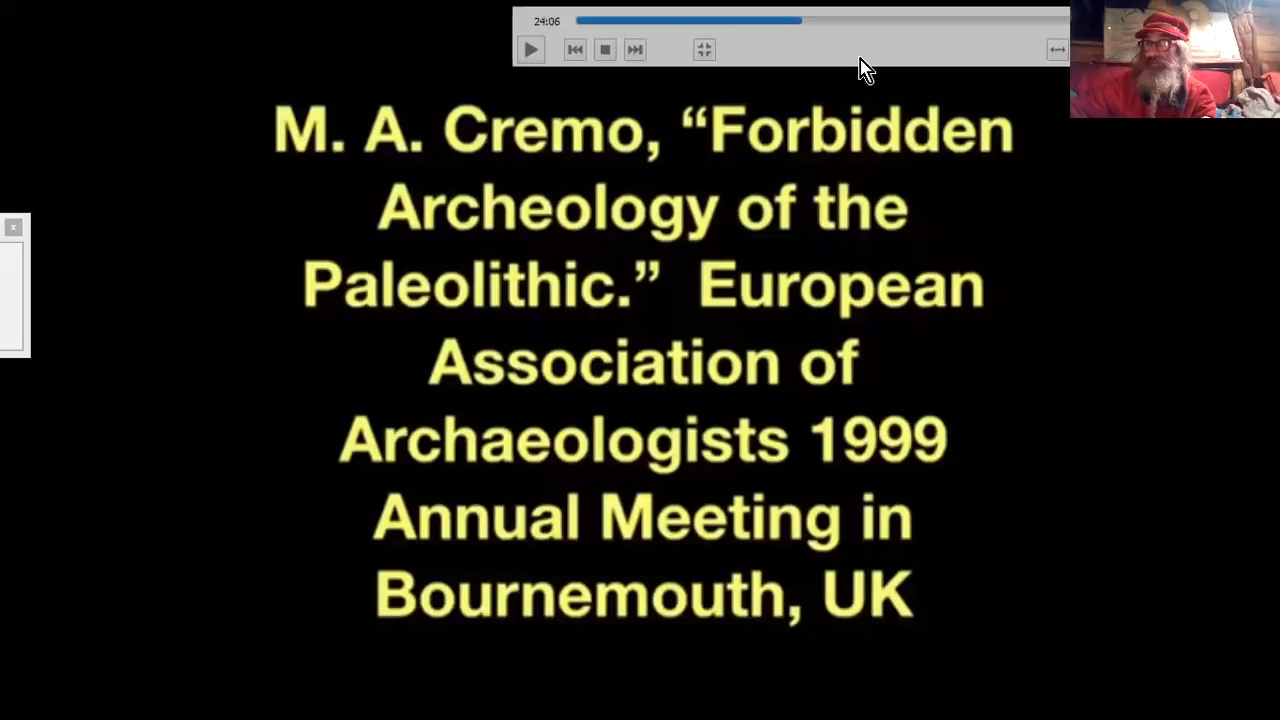 24:06
M. A. Cremo, “Forbidden
Archeology of the
Paleolithic.”  European
Association of
Archaeologists 1999
Annual Meeting in
Bournemouth, UK
x